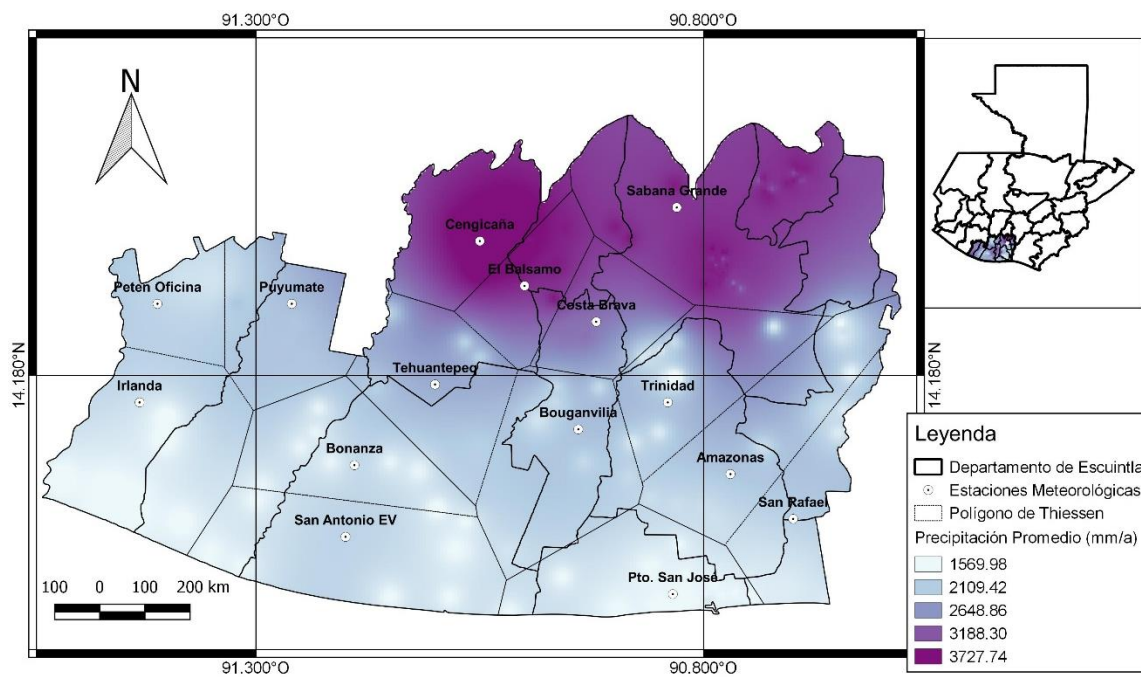 91.300°O
90.800°O
N
Sabana Grande
Cengicaña
El Balsamo
Peten Oficina
Puyumate
Costa Brava
14.180°N
14.180°N
Tehuantepeq
Irlanda
Trinidad
Bouganvilia
Bonanza
Amazonas
San Rafael
San Antonio EV
Pto. San José
100 0 100 200 km
91.300°O
90.800°O
Leyenda
Departamento de Escuintla
Estaciones Meteorológicas
Polígono de Thiessen
Precipitación Promedio (mm/a)
1569.98
2109.42
2648.86
3188.30
3727.74